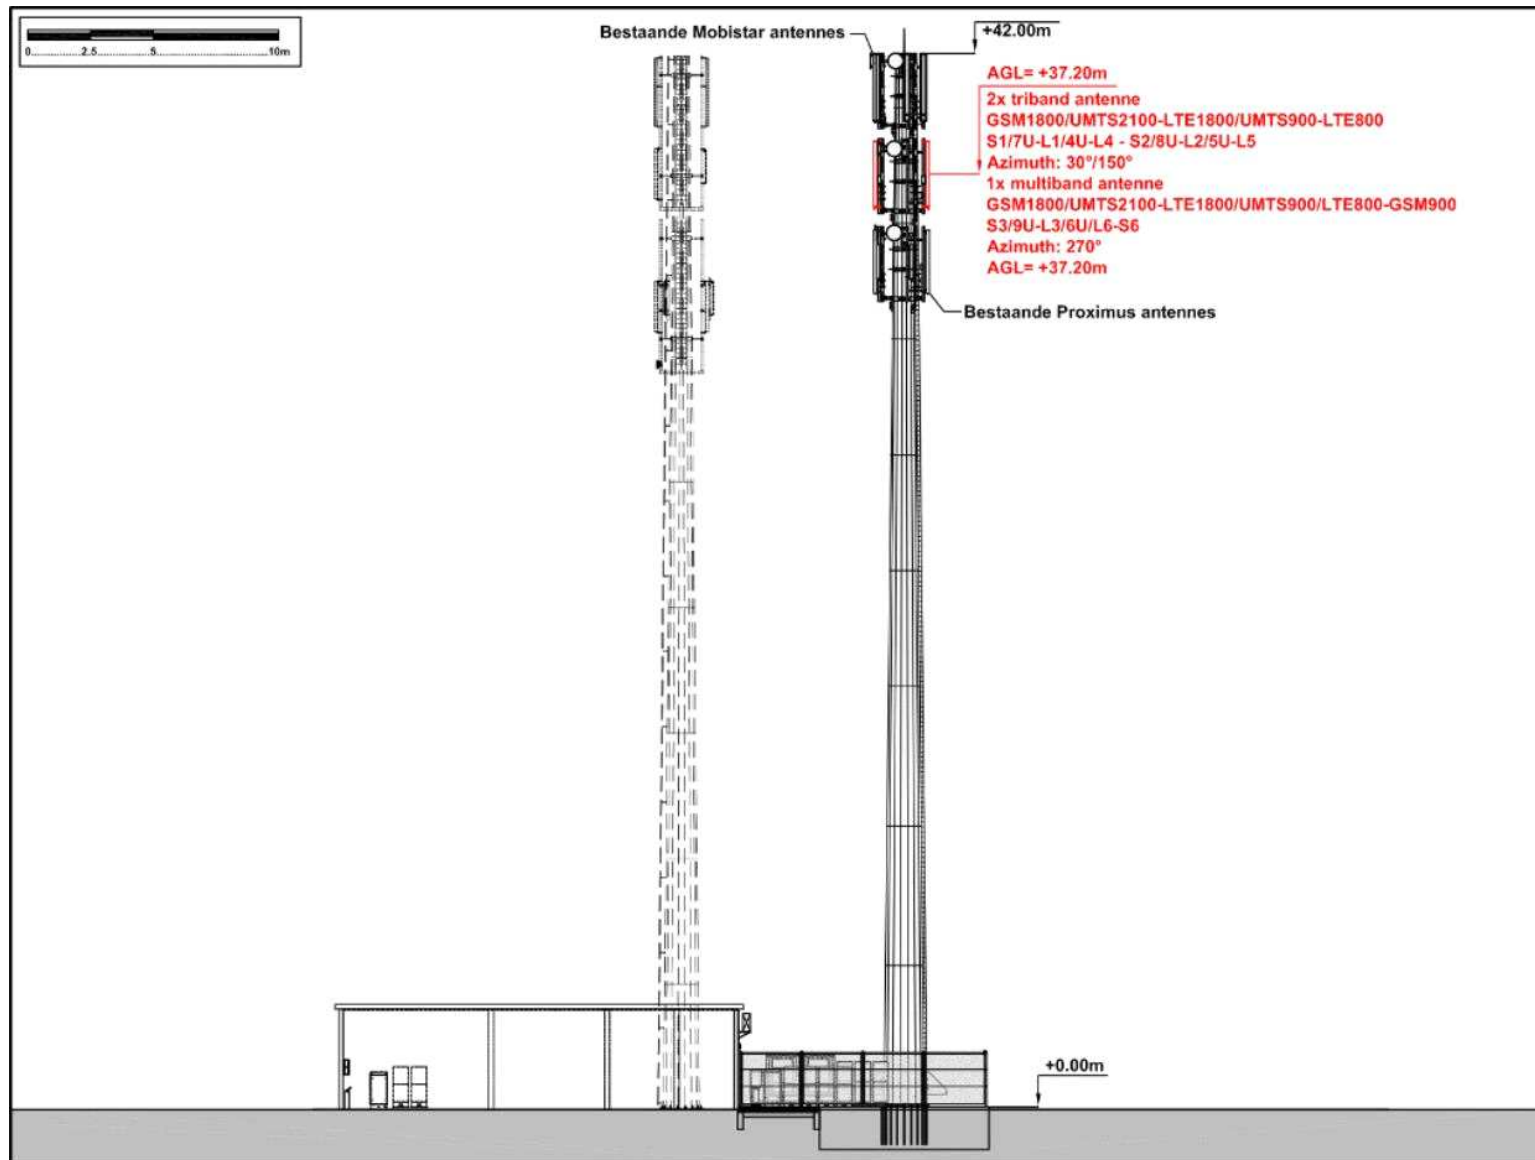 0 2.5 5 10m
Bestaande Mobistar antennes
+42.00m
AGL= +37.20m
2x triband antenne
GSM1800/UMTS2100-LTE1800/UMTS900-LTE800
S1/7U-L1/4U-L4 - S2/8U-L2/5U-L5
Azimuth: 30°/150°
1x multiband antenne
GSM1800/UMTS2100-LTE1800/UMTS900/LTE800-GSM900
S3/9U-L3/6U/L6-S6
Azimuth: 270°
AGL= +37.20m
Bestaande Proximus antennes
+0.00m